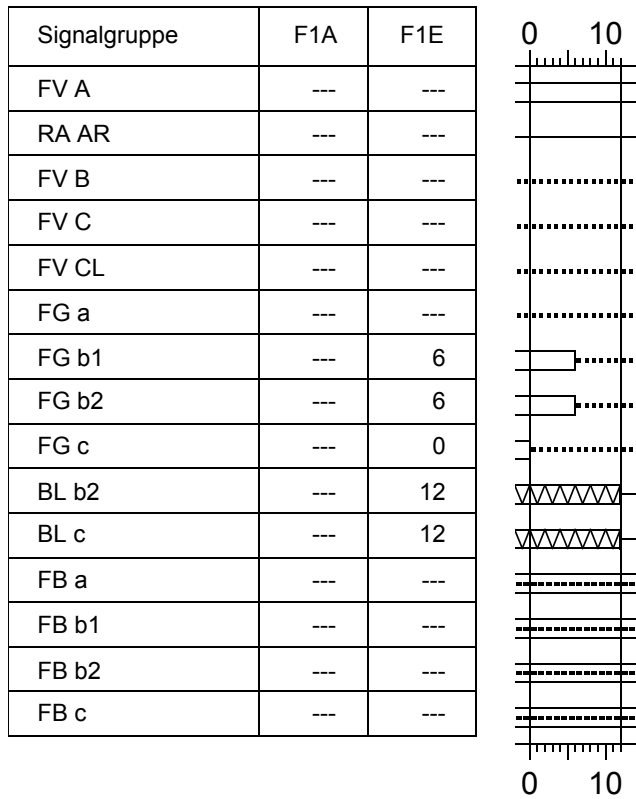 Signalgruppe F1A F1E 0 10
FV A --- ---
RA AR --- ---
FV B --- ---
FV C --- ---
FV CL --- ---
FG a --- ---
FG b1 --- 6
FG b2 --- 6
FG c --- 0
BL b2 --- 12
BL c --- 12
FB a --- ---
FB b1 --- ---
FB b2 --- ---
FB c --- ---
0 10